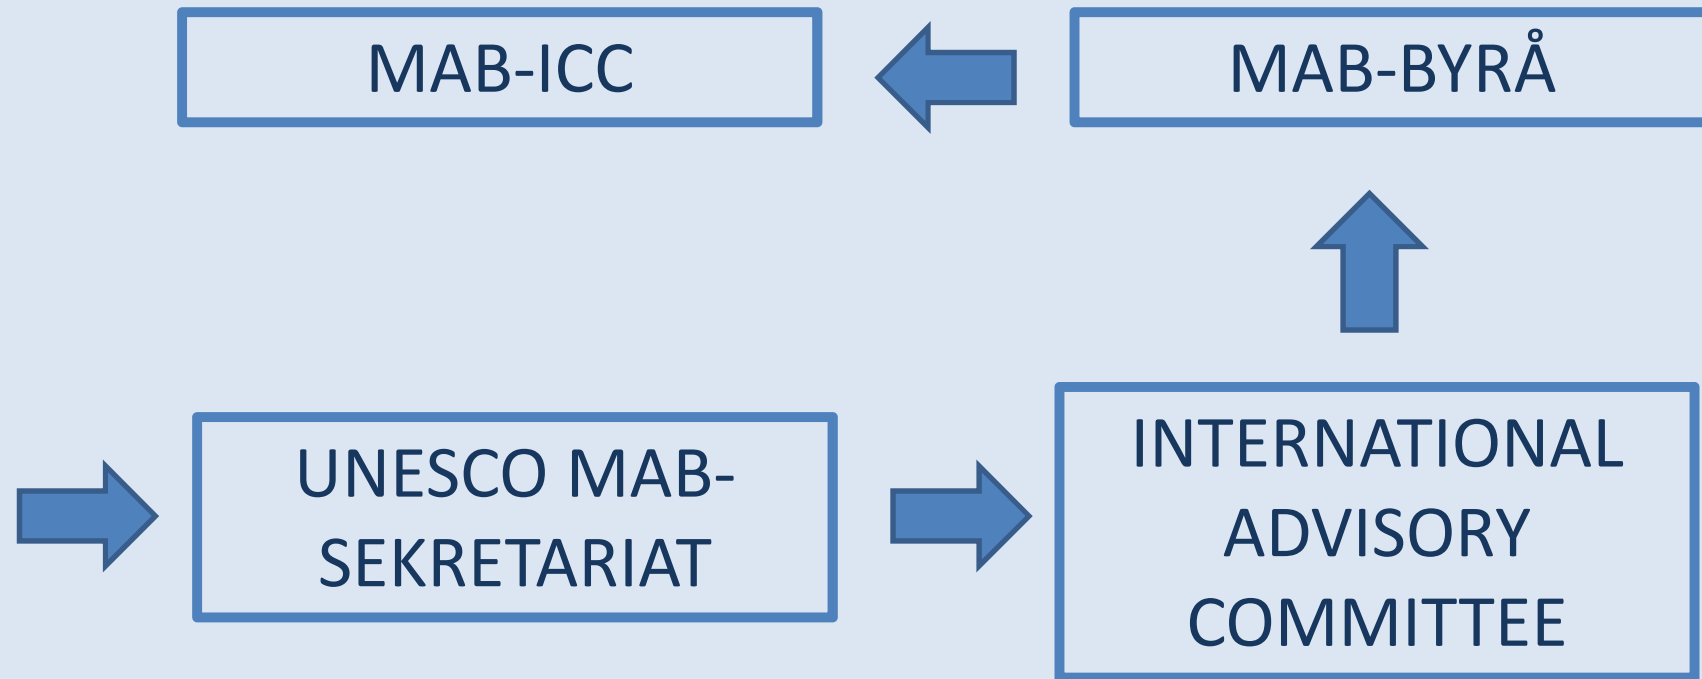 MAB-ICC
MAB-BYRÅ
UNESCO MAB-
SEKRETARIAT
INTERNATIONAL
ADVISORY
COMMITTEE